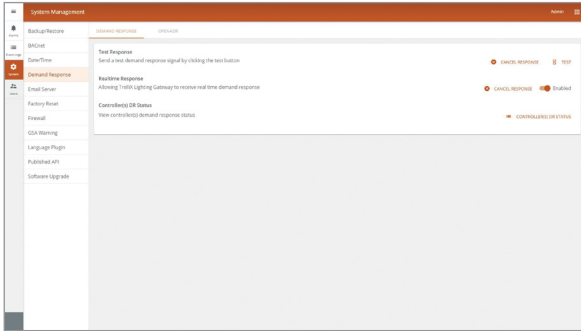 System Management
Admin
Backup/Restore
BACnet
Date/Time
Demand Response
Email Server
Factory Reset
Firewall
GSA Warning
Language Plugin
Published API
Software Upgrade
DEMAND RESPONSE
OPENADR
Test Response
Send a test demand response signal by clicking the test button
CANCEL RESPONSE
TEST
Realtime Response
Allowing Trellix Lighting Gateway to receive real time demand response
CANCEL RESPONSE
Enabled
Controller(s) DR Status
View controller(s) demand response status
CONTROLLER(S) DR STATUS